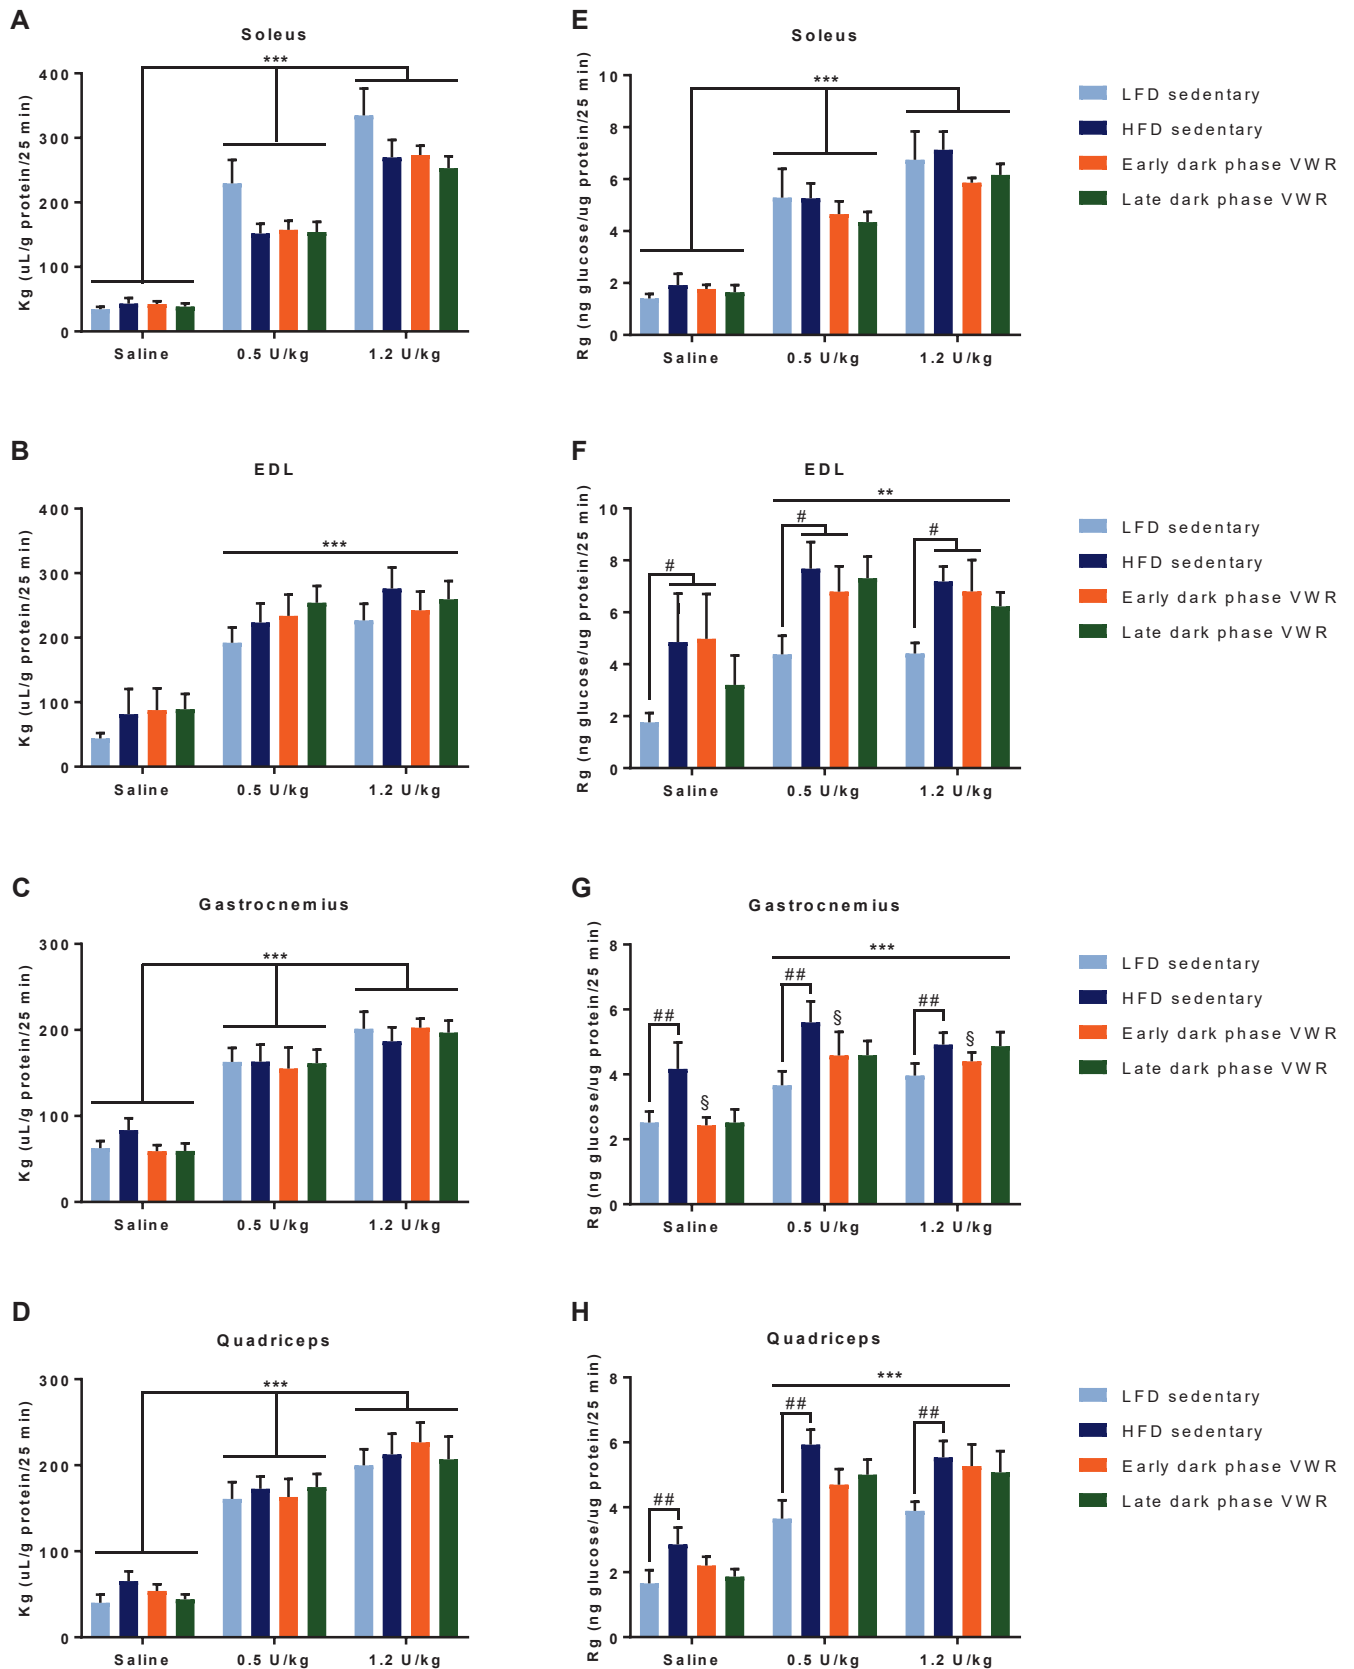 A
Soleus
***
Kg (uL/g protein/25 min)
400
300
200
100
0
Saline
0.5 U/kg
1.2 U/kg
E
Soleus
***
Rg (ng glucose/ug protein/25 min)
10
8
6
4
2
0
Saline
0.5 U/kg
1.2 U/kg
LFD sedentary
HFD sedentary
Early dark phase VWR
Late dark phase VWR
B
EDL
***
Kg (uL/g protein/25 min)
400
300
200
100
0
Saline
0.5 U/kg
1.2 U/kg
F
EDL
**
#
#
#
Rg (ng glucose/ug protein/25 min)
10
8
6
4
2
0
Saline
0.5 U/kg
1.2 U/kg
LFD sedentary
HFD sedentary
Early dark phase VWR
Late dark phase VWR
C
Gastrocnemius
***
Kg (uL/g protein/25 min)
300
200
100
0
Saline
0.5 U/kg
1.2 U/kg
G
Gastrocnemius
***
##
##
##
§
§
§
Rg (ng glucose/ug protein/25 min)
8
6
4
2
0
Saline
0.5 U/kg
1.2 U/kg
LFD sedentary
HFD sedentary
Early dark phase VWR
Late dark phase VWR
D
Quadriceps
***
Kg (uL/g protein/25 min)
300
200
100
0
Saline
0.5 U/kg
1.2 U/kg
H
Quadriceps
***
##
##
##
Rg (ng glucose/ug protein/25 min)
8
6
4
2
0
Saline
0.5 U/kg
1.2 U/kg
LFD sedentary
HFD sedentary
Early dark phase VWR
Late dark phase VWR